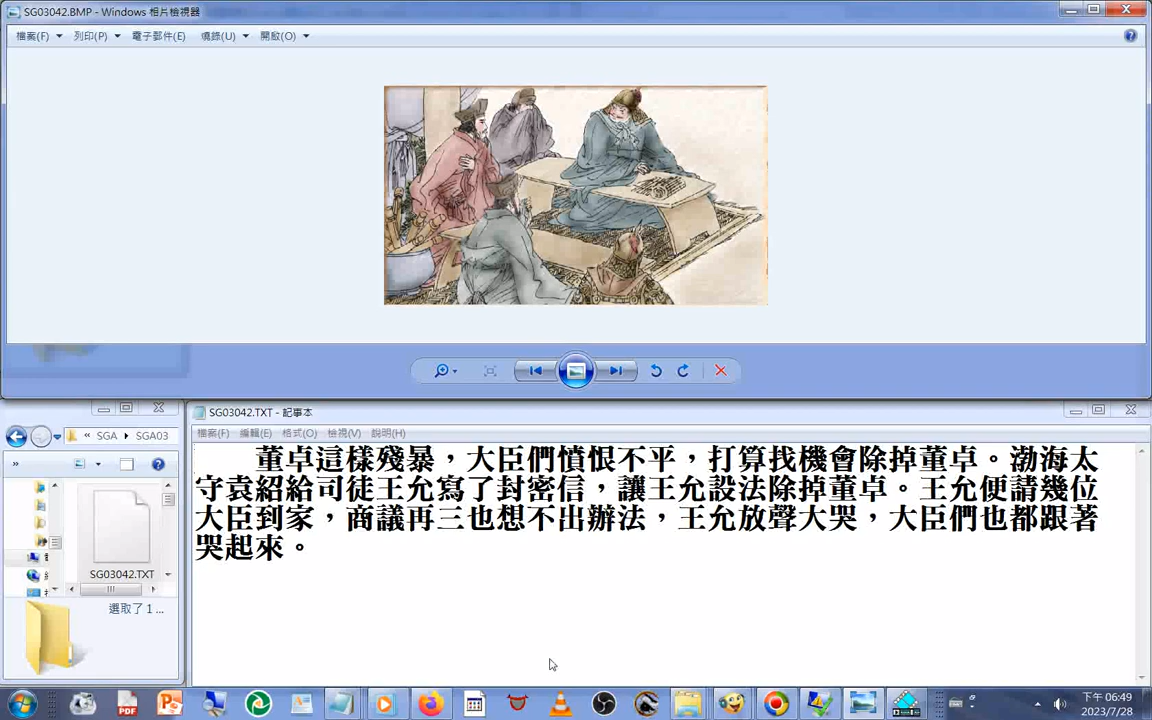 SG03042.BMP - Windows 相片檢視器
檔案(F) 列印(P) 電子郵件(E) 燒錄(U) 開啟(O)
SGA SGA03
SG03042.TXT
選取了 1 ...
SG03042.TXT - 記事本
檔案(F) 編輯(E) 格式(O) 檢視(V) 說明(H)
董卓這樣殘暴，大臣們憤恨不平，打算找機會除掉董卓。渤海太
守袁紹給司徒王允寫了封密信，讓王允設法除掉董卓。王允便請幾位
大臣到家，商議再三也想不出辦法，王允放聲大哭，大臣們也都跟著
哭起來。
PDF
下午 06:49
2023/7/28